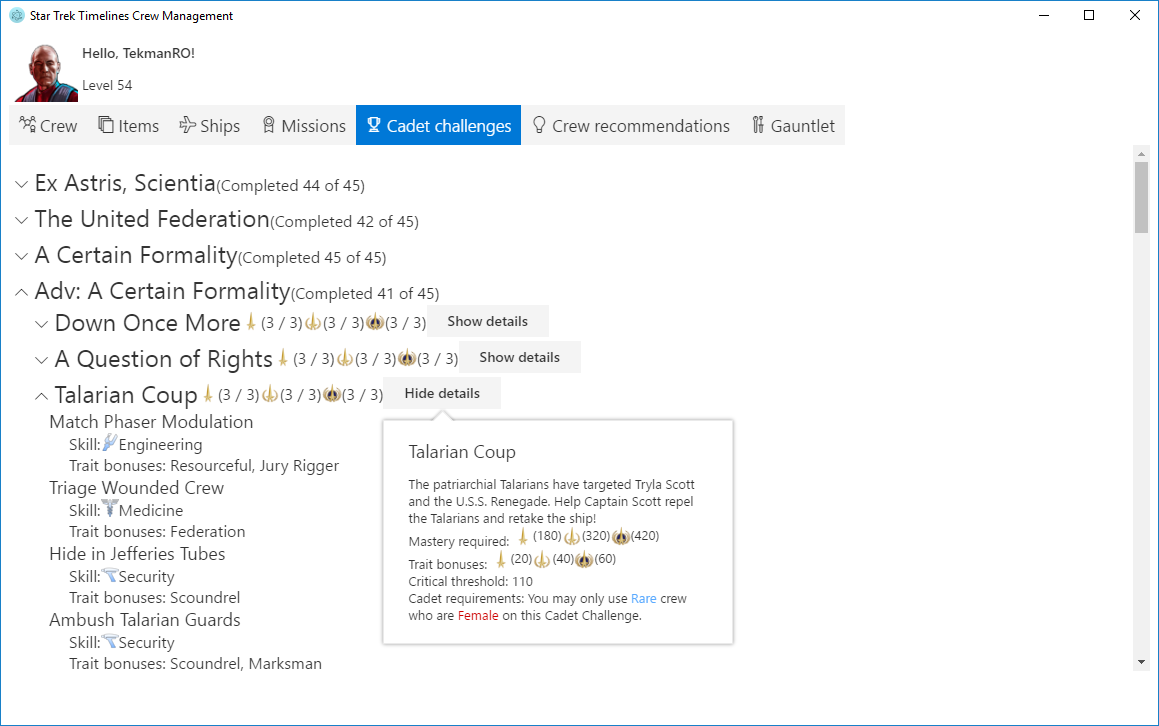 Star Trek Timelines Crew Management
Hello, TekmanRO!
Level 54
Crew Items Ships Missions Cadet challenges Crew recommendations Gauntlet
Ex Astris, Scientia(Completed 44 of 45)
The United Federation(Completed 42 of 45)
A Certain Formality(Completed 45 of 45)
Adv: A Certain Formality(Completed 41 of 45)
Down Once More (3 / 3) (3 / 3) (3 / 3) Show details
A Question of Rights (3 / 3) (3 / 3) (3 / 3) Show details
Talarian Coup (3 / 3) (3 / 3) (3 / 3) Hide details
Match Phaser Modulation
Skill: Engineering
Trait bonuses: Resourceful, Jury Rigger
Triage Wounded Crew
Skill: Medicine
Trait bonuses: Federation
Hide in Jefferies Tubes
Skill: Security
Trait bonuses: Scoundrel
Ambush Talarian Guards
Skill: Security
Trait bonuses: Scoundrel, Marksman
Talarian Coup
The patriarchial Talarians have targeted Tryla Scott
and the U.S.S. Renegade. Help Captain Scott repel
the Talarians and retake the ship!
Mastery required: (180) (320) (420)
Trait bonuses: (20) (40) (60)
Critical threshold: 110
Cadet requirements: You may only use Rare crew
who are Female on this Cadet Challenge.